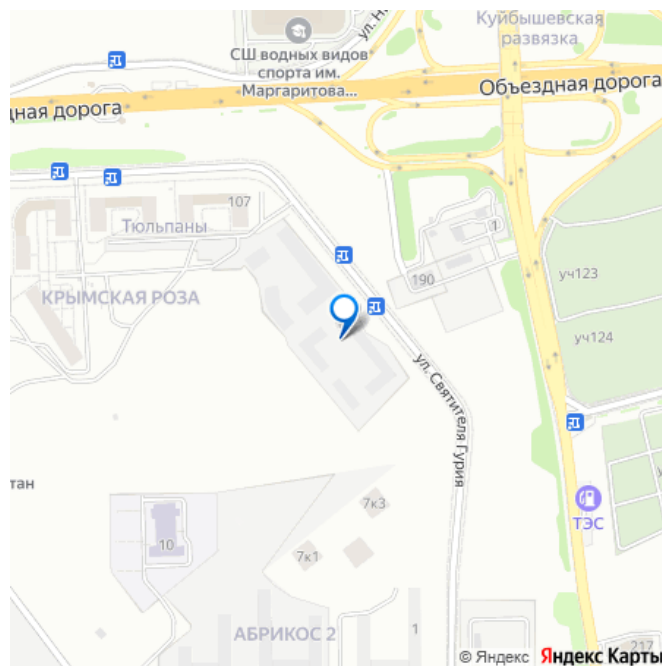 Куйбышевская
развязка
ул. Н
СШ водных видов
спорта им.
Маргаритова...
Объездная дорога
дная дорога
107
Тюльпаны
1
190
уч123
КРЫМСКАЯ РОЗА
уч124
ул. Святителя Гурия
тан
7к3
ТЭС
10
7к1
АБРИКОС 2
1
217
© Яндекс Яндекс Карты